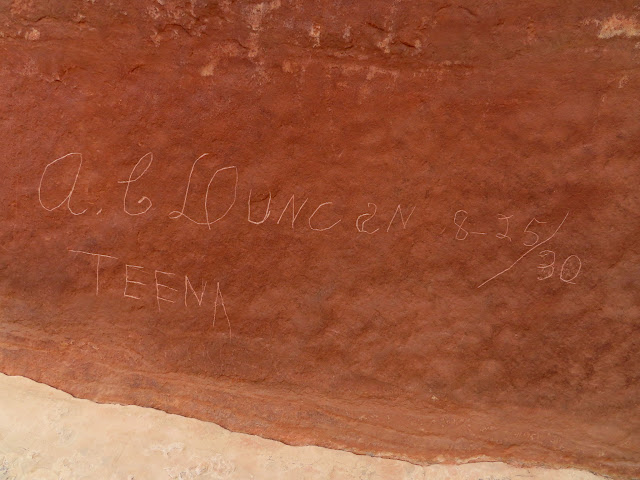 A. C Duncan 8-25/30
TEENA